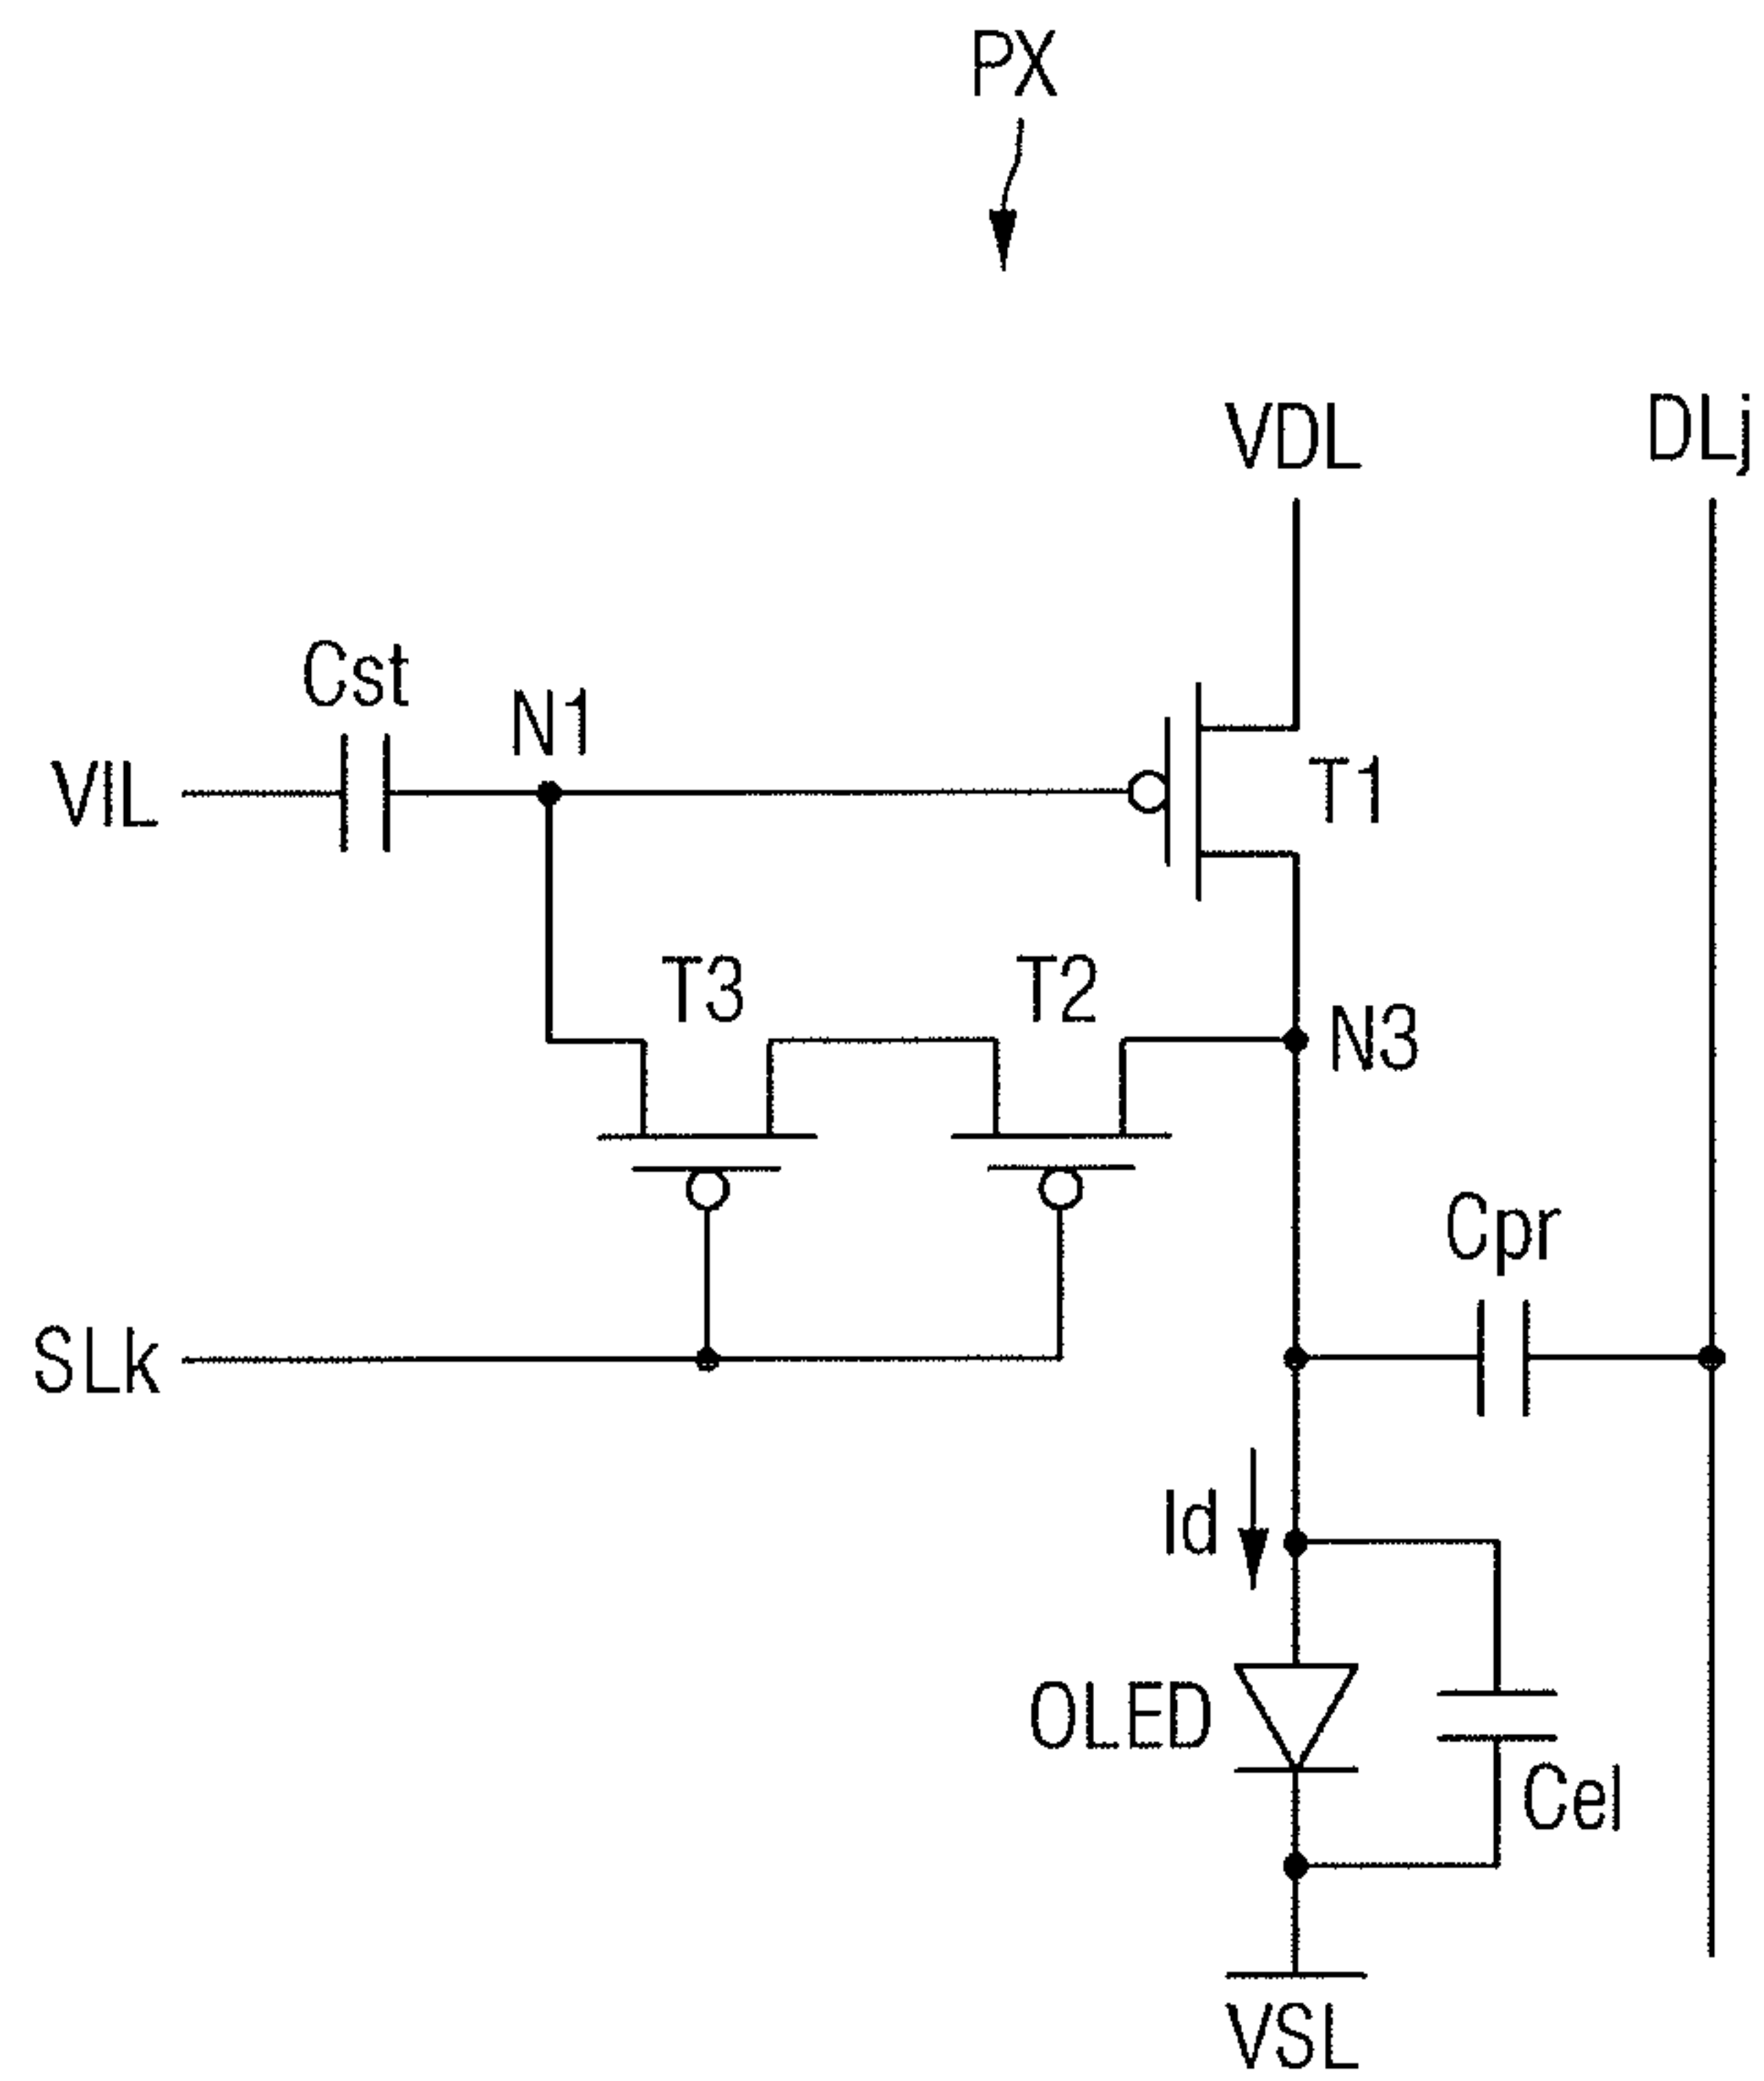 PX
VDL
DLj
Cst
N1
VIL
T1
T3
T2
N3
Cpr
SLk
Id
OLED
Cel
VSL